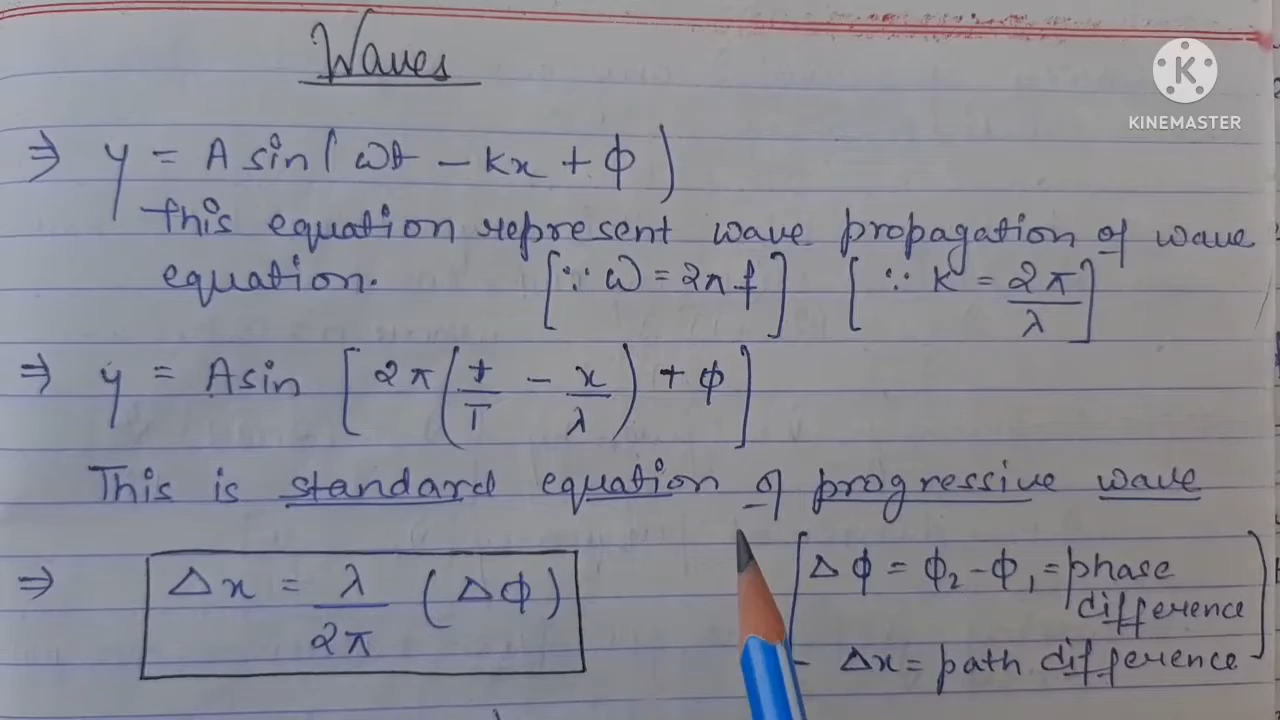 Waves
K
KINEMASTER
⇒ y = A sin( ωt - kx + φ )
This equation represent wave propagation of wave
equation. [∵ ω = 2πf] [∵ K = 2π/λ]
⇒ y = A sin [ 2π ( t/T - x/λ ) + φ ]
This is standard equation of progressive wave
⇒ Δx = λ/2π (Δφ) [ Δφ = φ₂ - φ₁ = phase
difference
- Δx = path difference ]